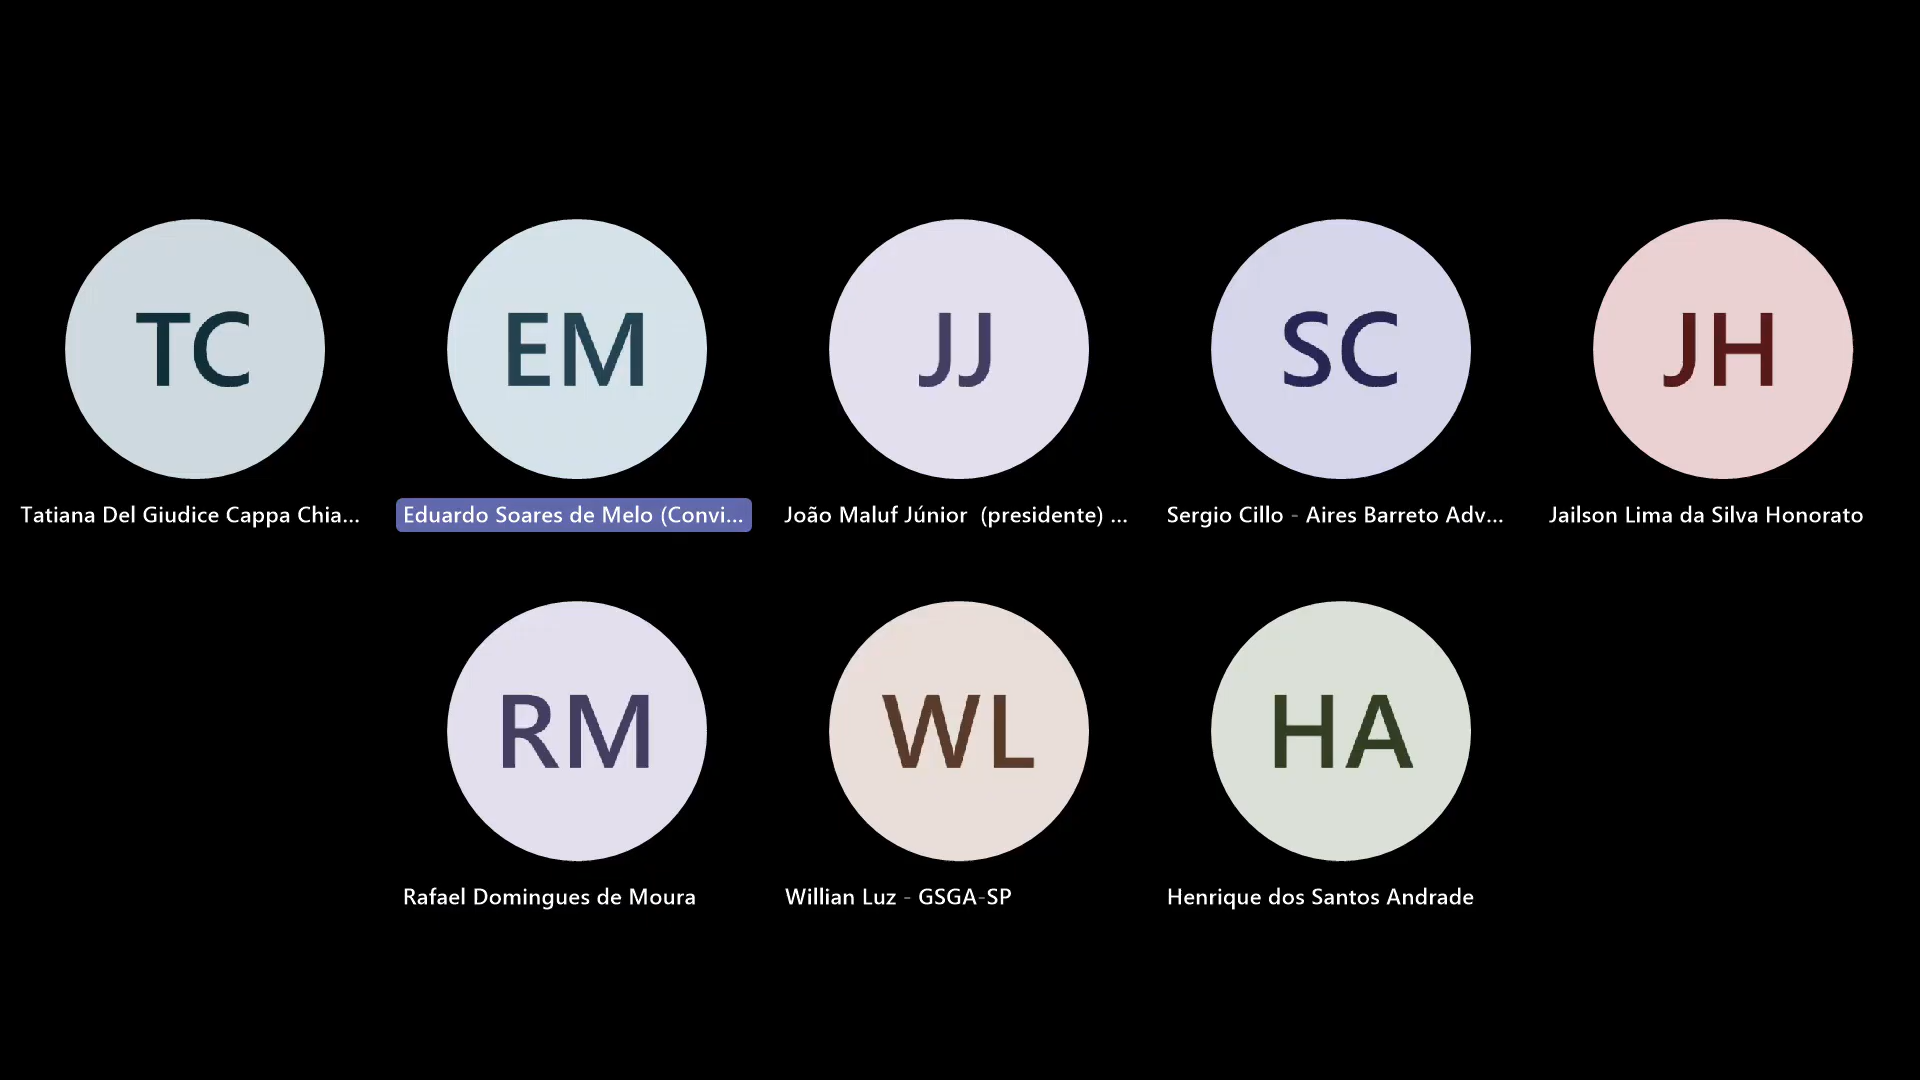 TC
EM
JJ
SC
JH
Tatiana Del Giudice Cappa Chia...
Eduardo Soares de Melo (Convi...
João Maluf Júnior  (presidente) ...
Sergio Cillo - Aires Barreto Adv...
Jailson Lima da Silva Honorato
RM
WL
HA
Rafael Domingues de Moura
Willian Luz - GSGA-SP
Henrique dos Santos Andrade